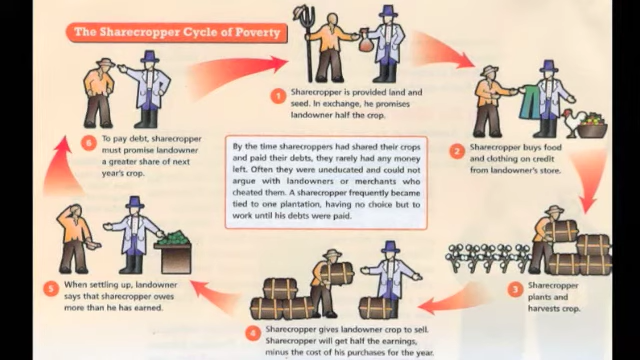 The Sharecropper Cycle of Poverty
1
Sharecropper is provided land and
seed. In exchange, he promises
landowner half the crop.
2
Sharecropper buys food
and clothing on credit
from landowner's store.
3
Sharecropper
plants and
harvests crop.
4
Sharecropper gives landowner crop to sell.
Sharecropper will get half the earnings,
minus the cost of his purchases for the year.
5
When settling up, landowner
says that sharecropper owes
more than he has earned.
6
To pay debt, sharecropper
must promise landowner
a greater share of next
year's crop.
By the time sharecroppers had shared their crops
and paid their debts, they rarely had any money
left. Often they were uneducated and could not
argue with landowners or merchants who
cheated them. A sharecropper frequently became
tied to one plantation, having no choice but to
work until his debts were paid.